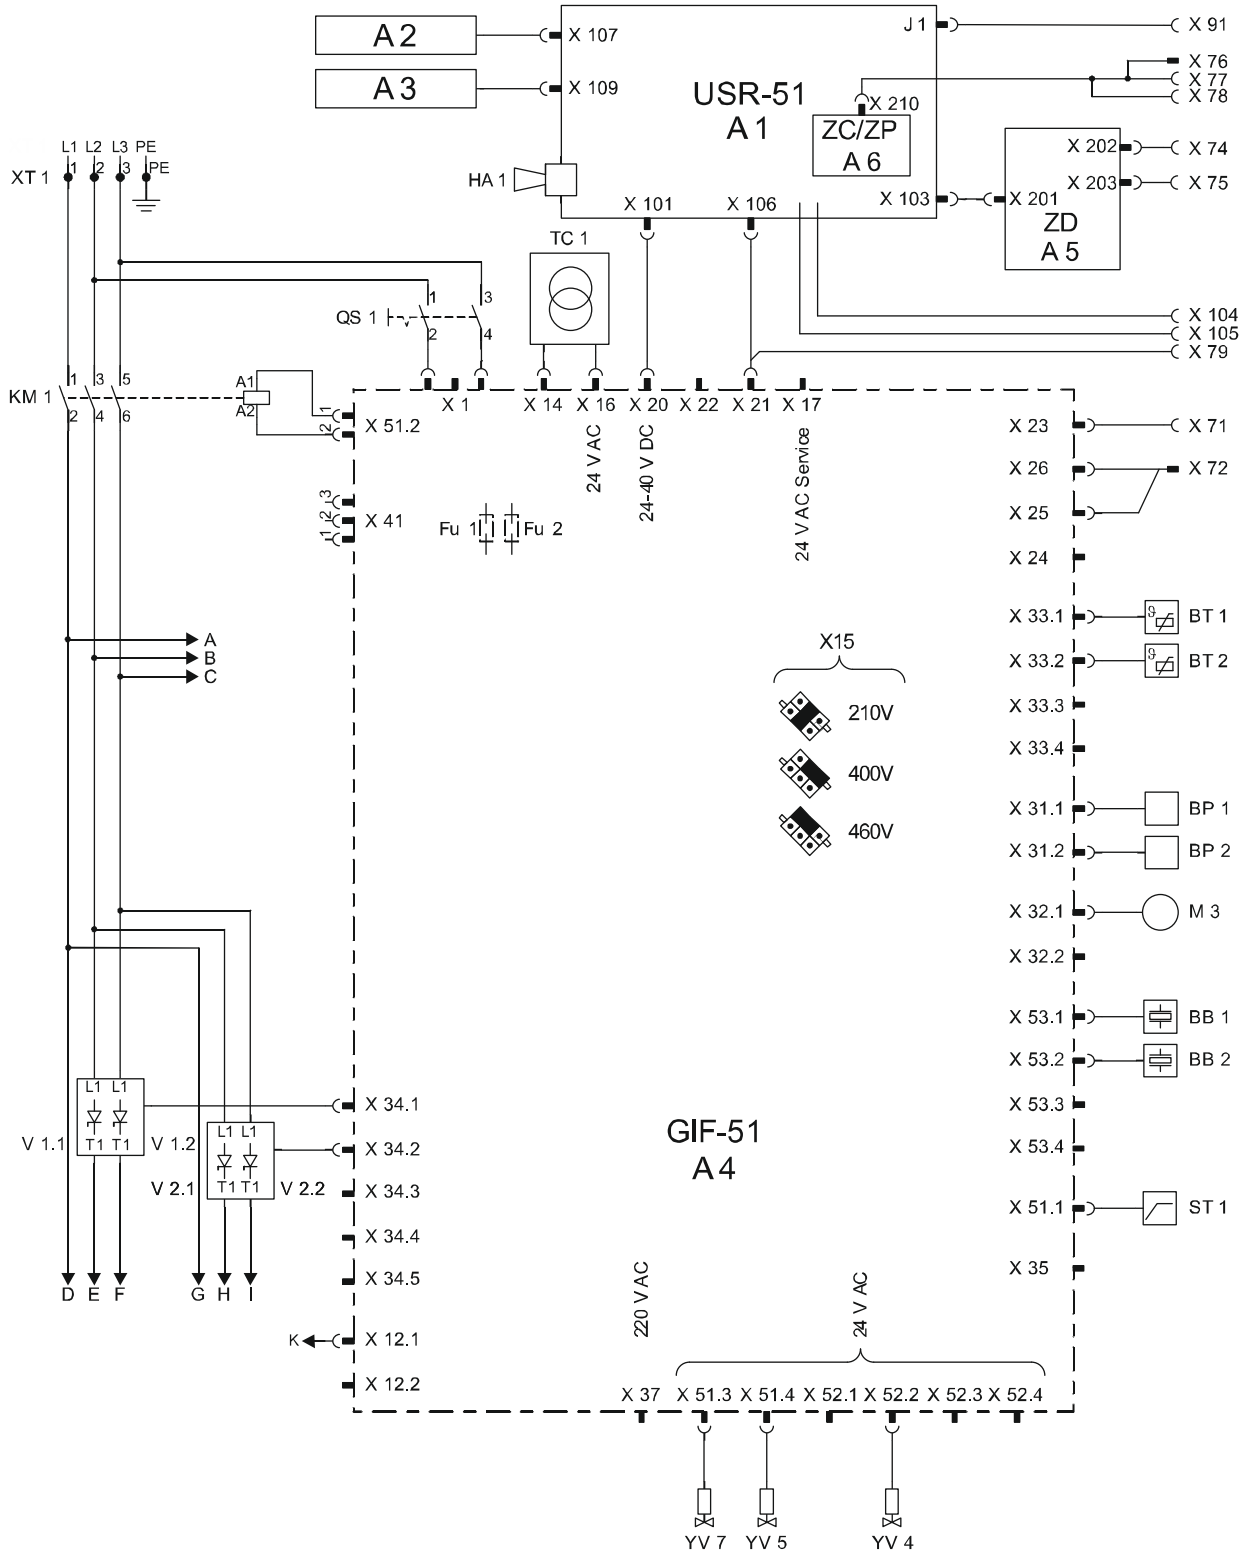 A 2
X 107
J 1
X 91
A 3
X 109
USR-51
A 1
X 76
X 77
X 78
X 210
ZC/ZP
A 6
L1 L2 L3 PE
XT 1
1 2 3 PE
HA 1
X 202
X 74
X 203
X 75
X 101
X 106
X 103
X 201
ZD
A 5
TC 1
1 3
QS 1
2 4
X 104
X 105
X 79
KM 1
1 3 5
2 4 6
A1
A2
1
2
X 51.2
X 1
X 14
X 16
X 20
X 22
X 21
X 17
24 V AC
24-40 V DC
24 V AC Service
X 23
X 71
X 26
X 72
X 25
X 24
3
2
1
X 41
Fu 1
Fu 2
X 33.1
BT 1
X 33.2
BT 2
X 33.3
X 33.4
A
B
C
X15
210V
400V
460V
X 31.1
BP 1
X 31.2
BP 2
X 32.1
M 3
X 32.2
X 53.1
BB 1
X 53.2
BB 2
X 53.3
X 53.4
X 51.1
ST 1
X 35
L1 L1
T1 T1
V 1.1
V 1.2
L1 L1
T1 T1
V 2.1
V 2.2
X 34.1
X 34.2
X 34.3
X 34.4
X 34.5
GIF-51
A 4
D E F G H I
K
X 12.1
X 12.2
220 V AC
24 V AC
X 37
X 51.3
X 51.4
X 52.1
X 52.2
X 52.3
X 52.4
YV 7
YV 5
YV 4